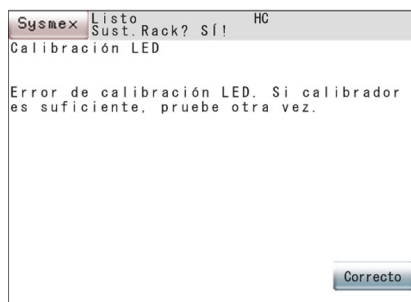 Sysmex Listo HC
Sust.Rack? SÍ!
Calibración LED
Error de calibración LED. Si calibrador
es suficiente, pruebe otra vez.
Correcto